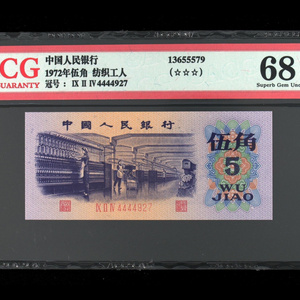 CG
GUARANTY
中国人民银行
1972年伍角 纺织工人
冠号： IX II IV 4444927
13655579
(☆☆☆)
68
Superb Gem Unc
中国人民银行
伍角
5
WU
JIAO
IX II IV 4444927